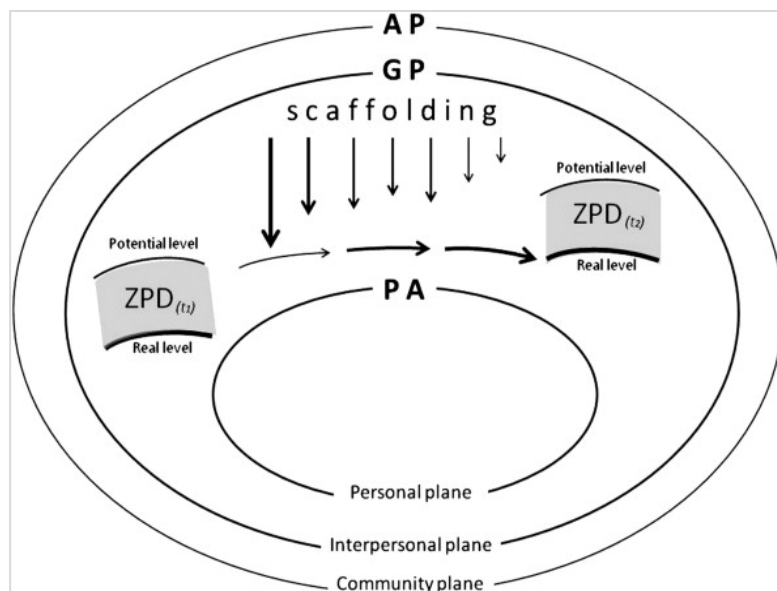 AP
GP
scaffolding
Potential level
ZPD(t2)
Real level
Potential level
ZPD(t1)
Real level
PA
Personal plane
Interpersonal plane
Community plane